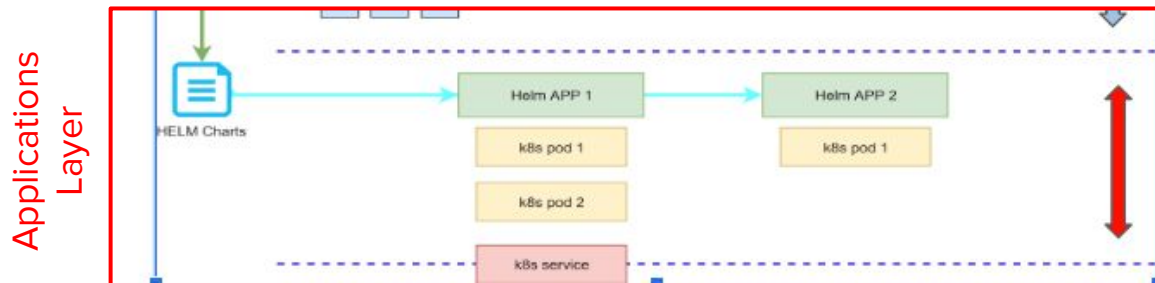 Applications
Layer
HELM Charts
Helm APP 1
Helm APP 2
k8s pod 1
k8s pod 1
k8s pod 2
k8s service